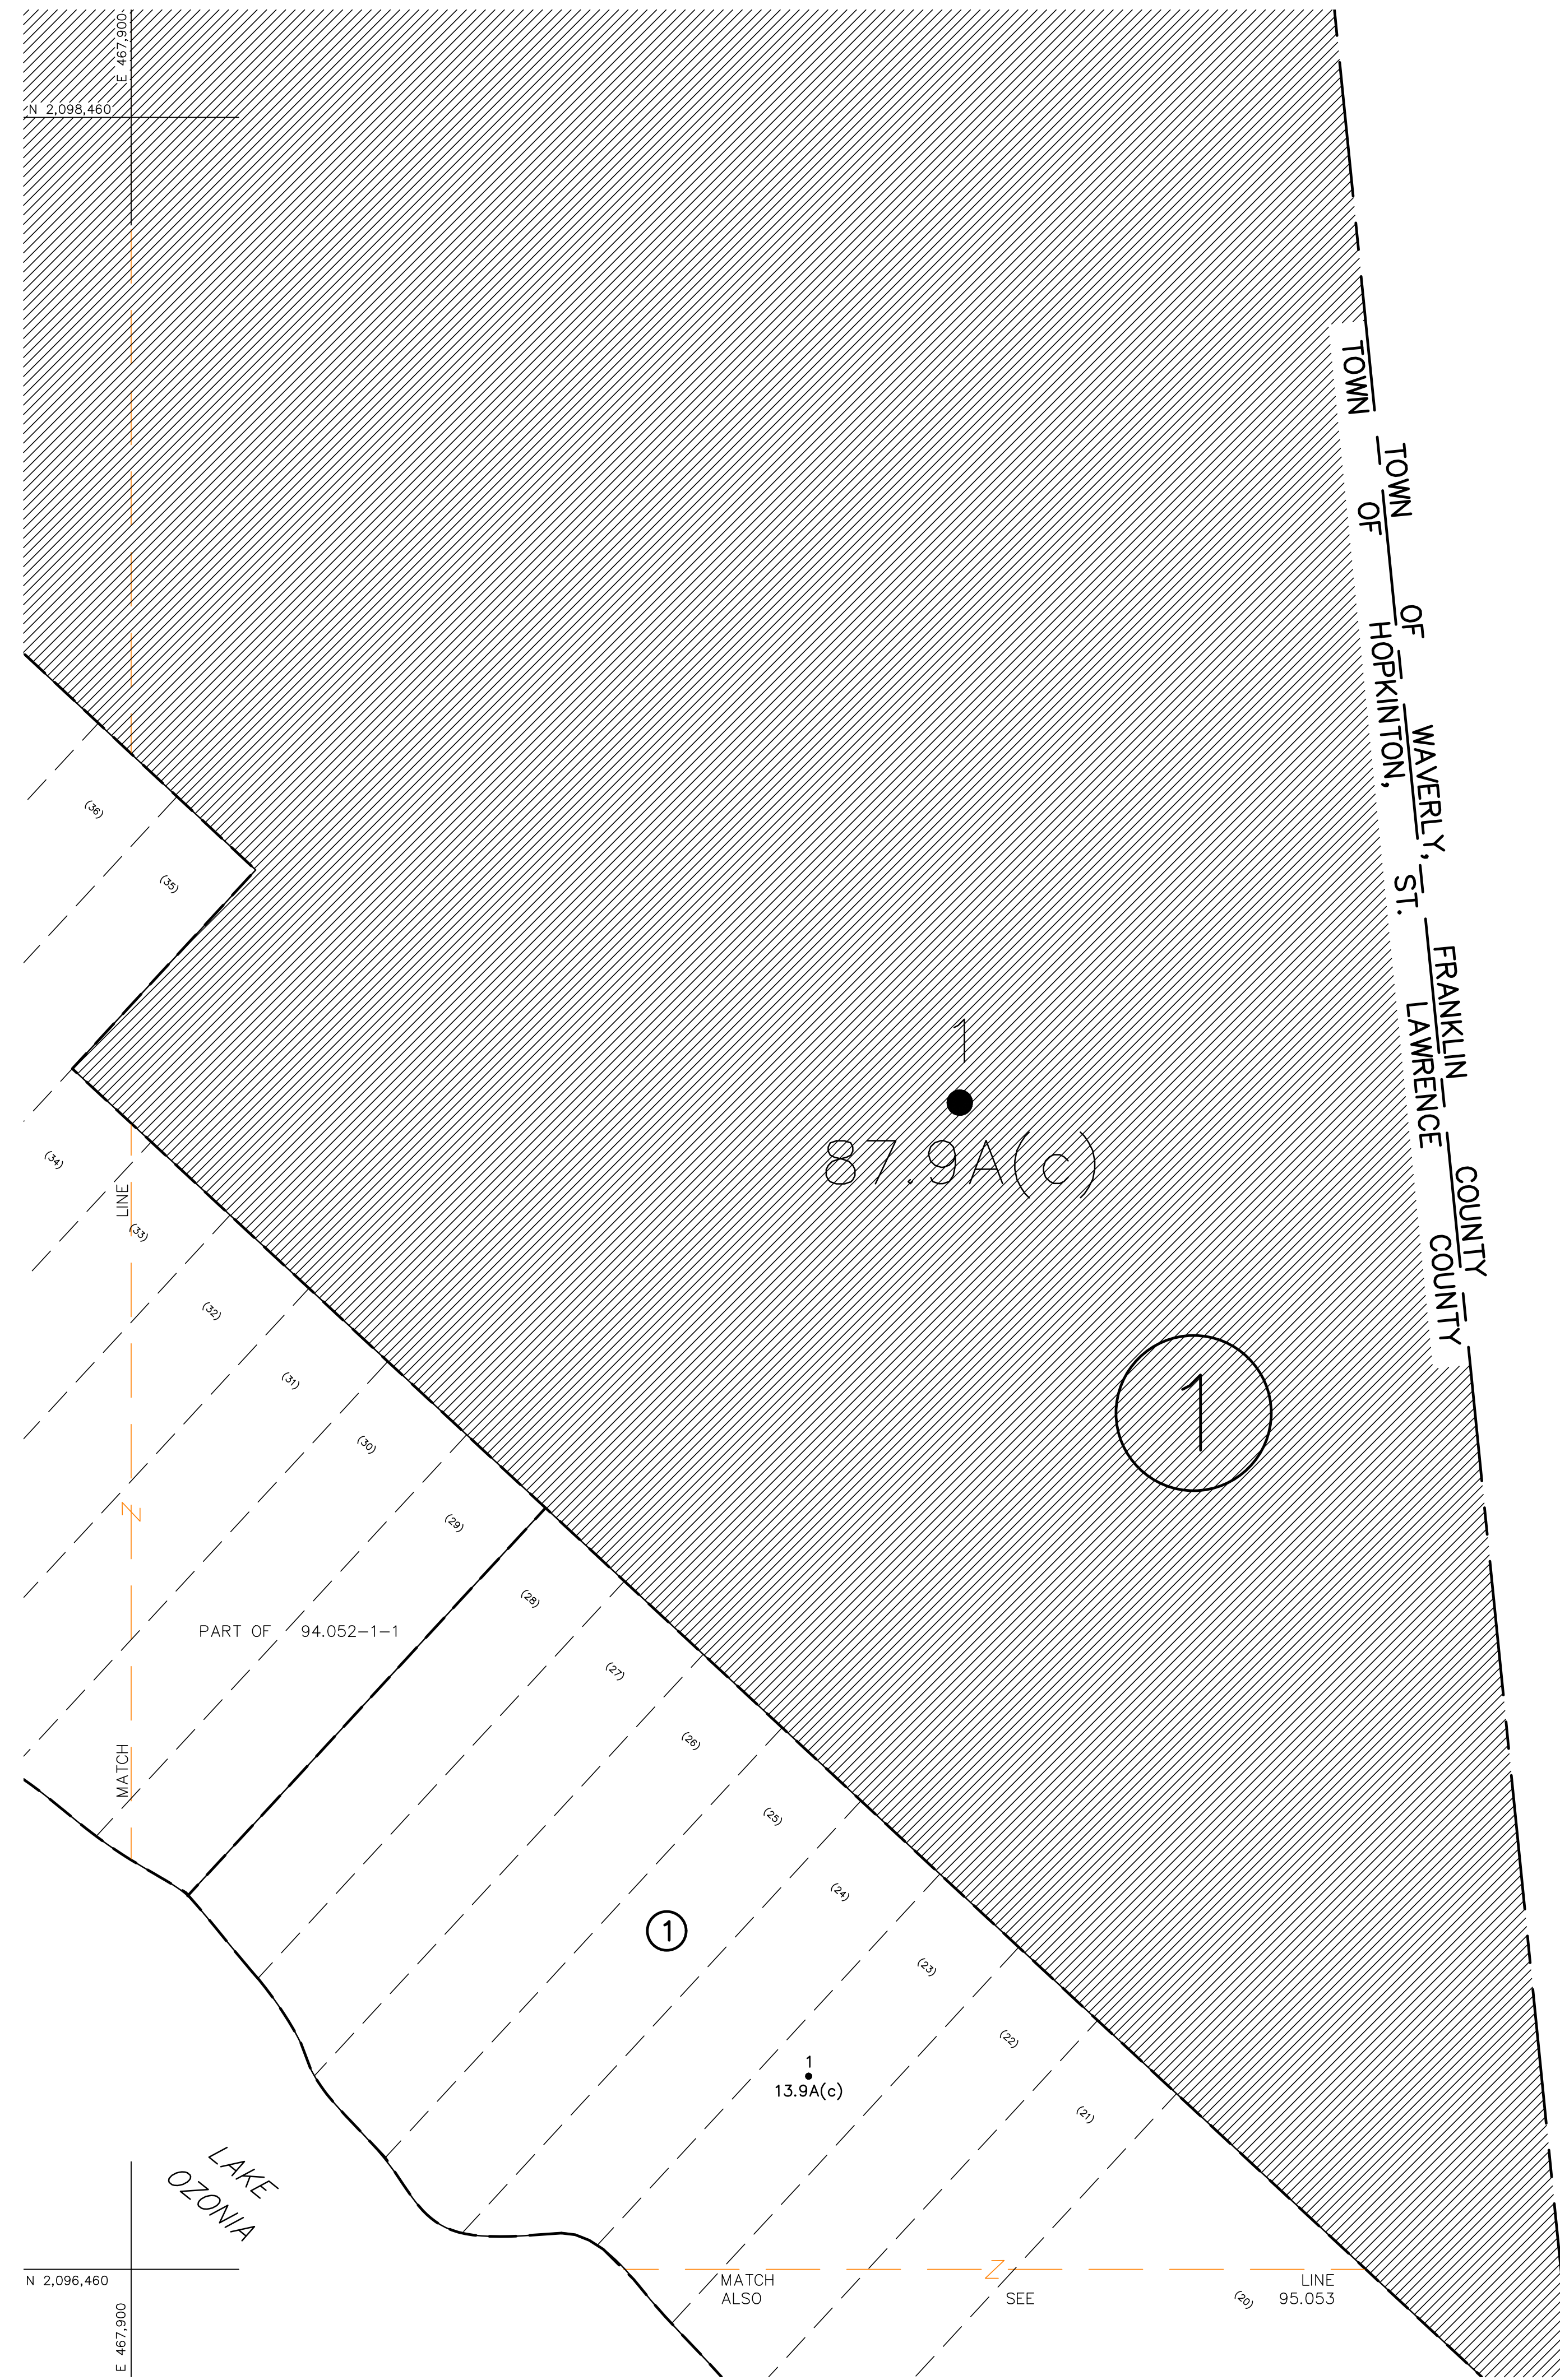 E 467,900
N 2,098,460
TOWN OF WAVERLY, FRANKLIN COUNTY
TOWN OF HOPKINTON, ST. LAWRENCE COUNTY
(36)
(35)
1
87.9A(c)
(34)
LINE
(33)
(32)
1
(31)
(30)
(29)
(28)
PART OF 94.052-1-1
(27)
(26)
MATCH
(25)
(24)
1
(23)
(22)
1
13.9A(c)
(21)
LAKE
OZONIA
N 2,096,460
E 467,900
MATCH LINE
ALSO SEE 95.053
(20)